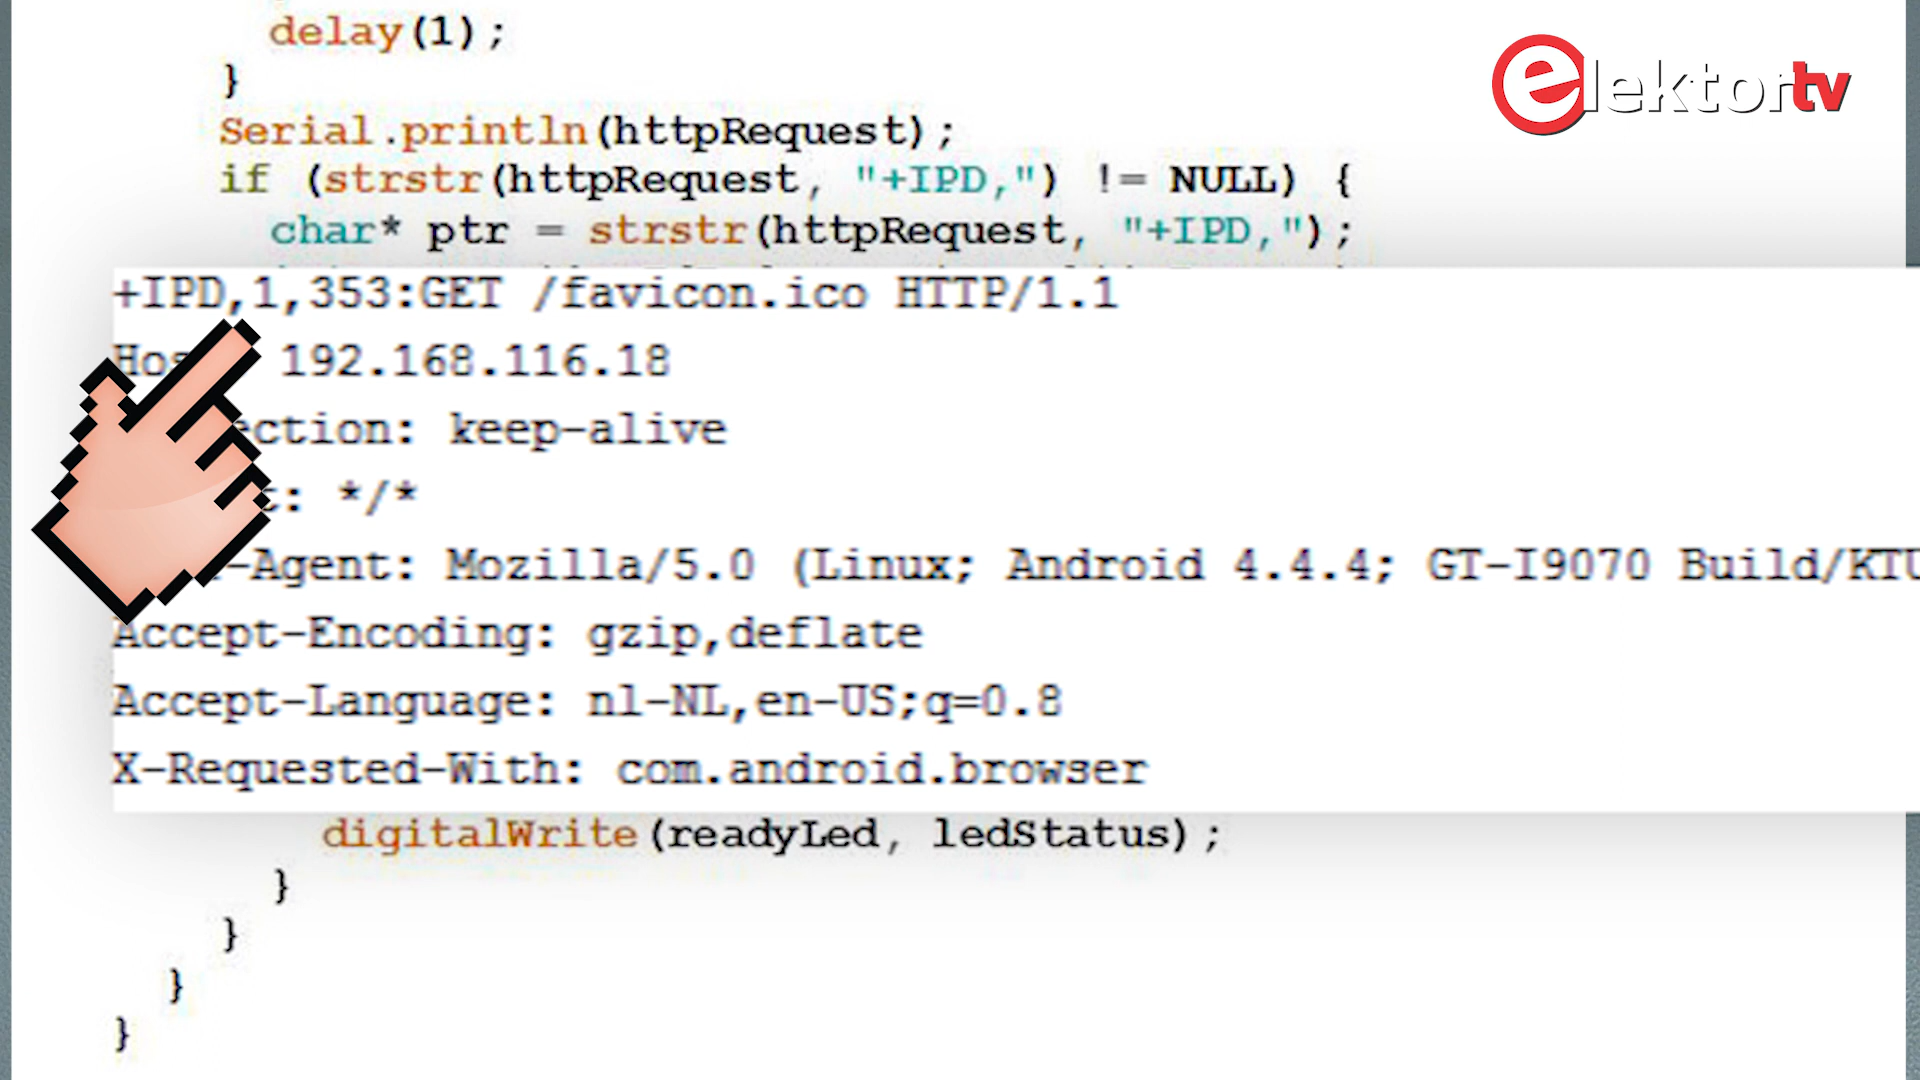 delay(1);
}
elektortv
Serial.println(httpRequest);
if (strstr(httpRequest, "+IPD,") != NULL) {
char* ptr = strstr(httpRequest, "+IPD,");
+IPD,1,353:GET /favicon.ico HTTP/1.1
Hos 192.168.116.18
ection: keep-alive
: */*
-Agent: Mozilla/5.0 (Linux; Android 4.4.4; GT-I9070 Build/KTU
Accept-Encoding: gzip,deflate
Accept-Language: nl-NL,en-US;q=0.8
X-Requested-With: com.android.browser
digitalWrite(readyLed, ledStatus);
}
}
}
}